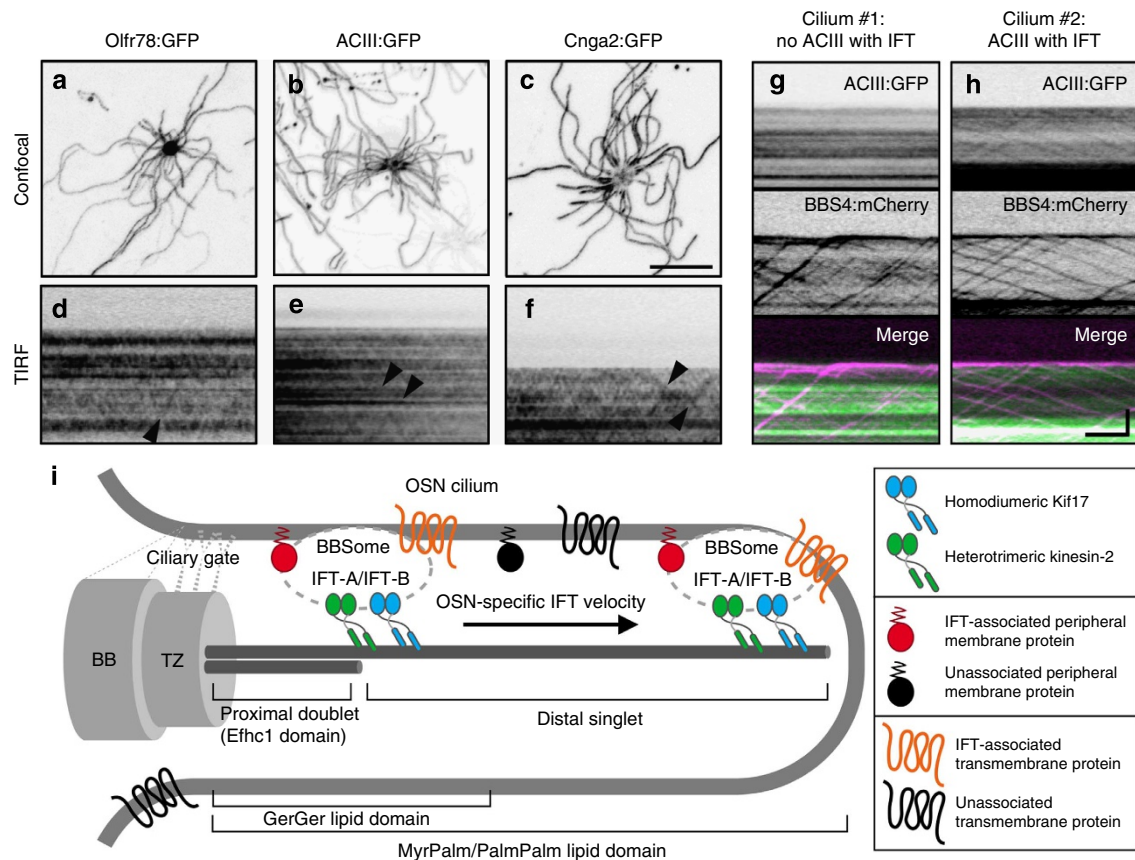 Olfr78:GFP
ACIII:GFP
Cnga2:GFP
Cilium #1:
no ACIII with IFT
Cilium #2:
ACIII with IFT
Confocal
a
b
c
g
ACIII:GFP
h
ACIII:GFP
BBS4:mCherry
BBS4:mCherry
TIRF
d
e
f
Merge
Merge
i
OSN cilium
Ciliary gate
BBSome
IFT-A/IFT-B
BBSome
IFT-A/IFT-B
OSN-specific IFT velocity
BB
TZ
Proximal doublet
(Efhc1 domain)
Distal singlet
GerGer lipid domain
MyrPalm/PalmPalm lipid domain
Homodiumeric Kif17
Heterotrimeric kinesin-2
IFT-associated peripheral
membrane protein
Unassociated peripheral
membrane protein
IFT-associated
transmembrane protein
Unassociated
transmembrane protein